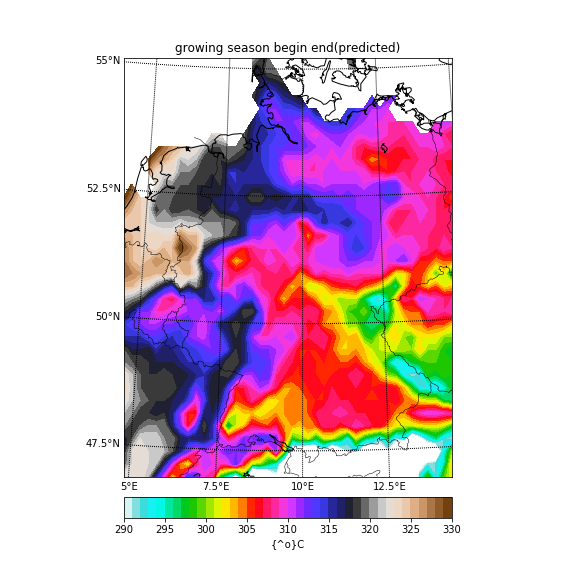 growing season begin end(predicted)
55°N
52.5°N
50°N
47.5°N
5°E 7.5°E 10°E 12.5°E
290 295 300 305 310 315 320 325 330
{^o}C